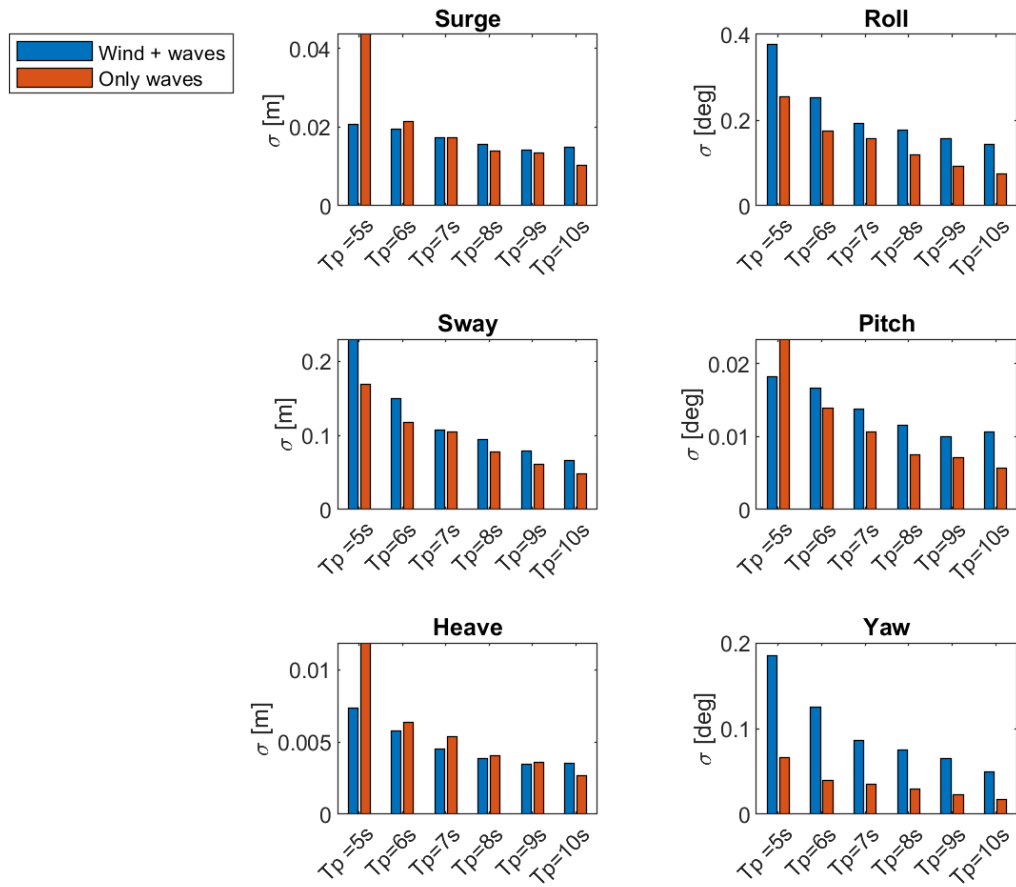 Wind + waves
Only waves
Surge
σ [m]
0.04
0.02
0
Tp =5s
Tp=6s
Tp=7s
Tp=8s
Tp=9s
Tp=10s
Roll
σ [deg]
0.4
0.2
0
Tp =5s
Tp=6s
Tp=7s
Tp=8s
Tp=9s
Tp=10s
Sway
σ [m]
0.2
0.1
0
Tp =5s
Tp=6s
Tp=7s
Tp=8s
Tp=9s
Tp=10s
Pitch
σ [deg]
0.02
0.01
0
Tp =5s
Tp=6s
Tp=7s
Tp=8s
Tp=9s
Tp=10s
Heave
σ [m]
0.01
0.005
0
Tp =5s
Tp=6s
Tp=7s
Tp=8s
Tp=9s
Tp=10s
Yaw
σ [deg]
0.2
0.1
0
Tp =5s
Tp=6s
Tp=7s
Tp=8s
Tp=9s
Tp=10s